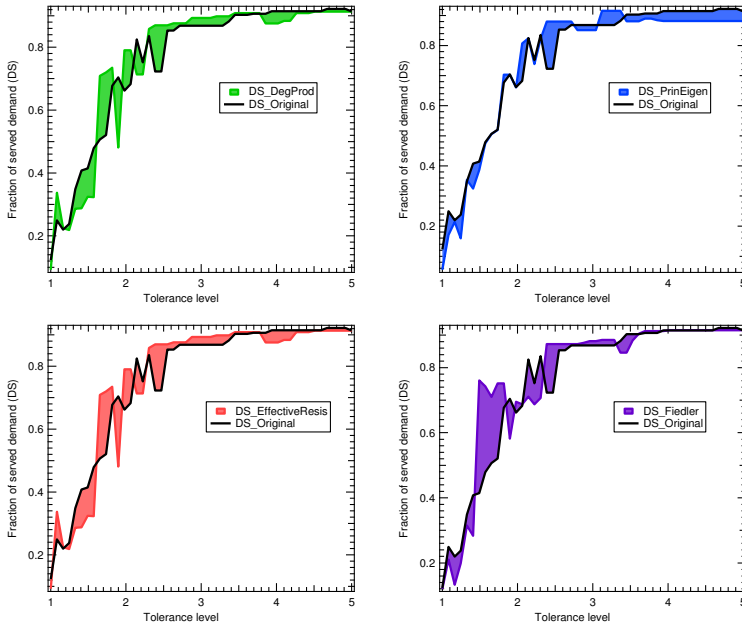 0.8
0.6
0.4
0.2
Fraction of served demand (DS)
DS_DegProd
DS_Original
1 2 3 4 5
Tolerance level
0.8
0.6
0.4
0.2
Fraction of served demand (DS)
DS_PrinEigen
DS_Original
1 2 3 4 5
Tolerance level
0.8
0.6
0.4
0.2
Fraction of served demand (DS)
DS_EffectiveResis
DS_Original
1 2 3 4 5
Tolerance level
0.8
0.6
0.4
0.2
Fraction of served demand (DS)
DS_Fiedler
DS_Original
1 2 3 4 5
Tolerance level